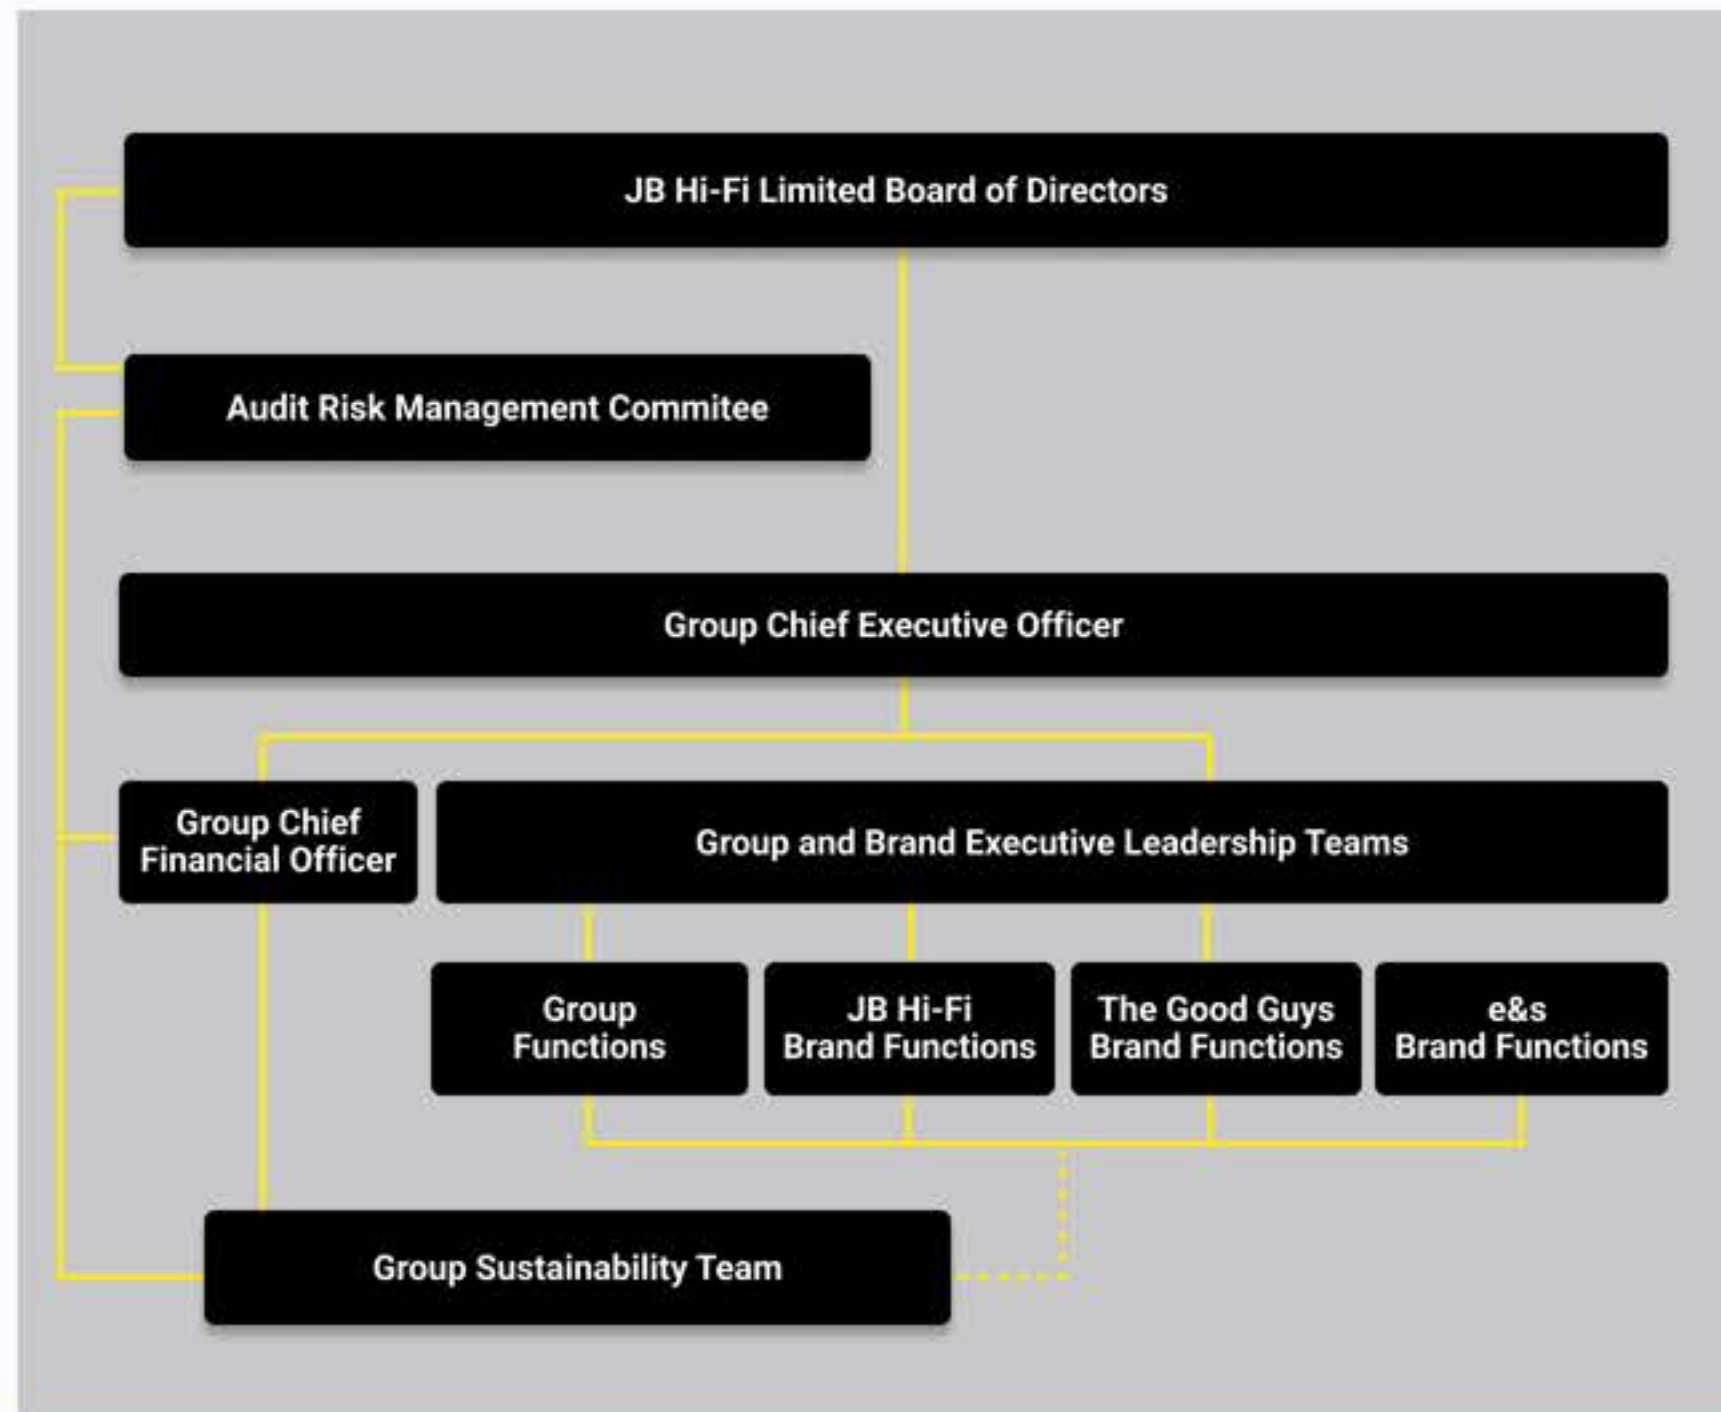 JB Hi-Fi Limited Board of Directors
Audit Risk Management Commitee
Group Chief Executive Officer
Group Chief
Financial Officer
Group and Brand Executive Leadership Teams
Group
Functions
JB Hi-Fi
Brand Functions
The Good Guys
Brand Functions
e&s
Brand Functions
Group Sustainability Team